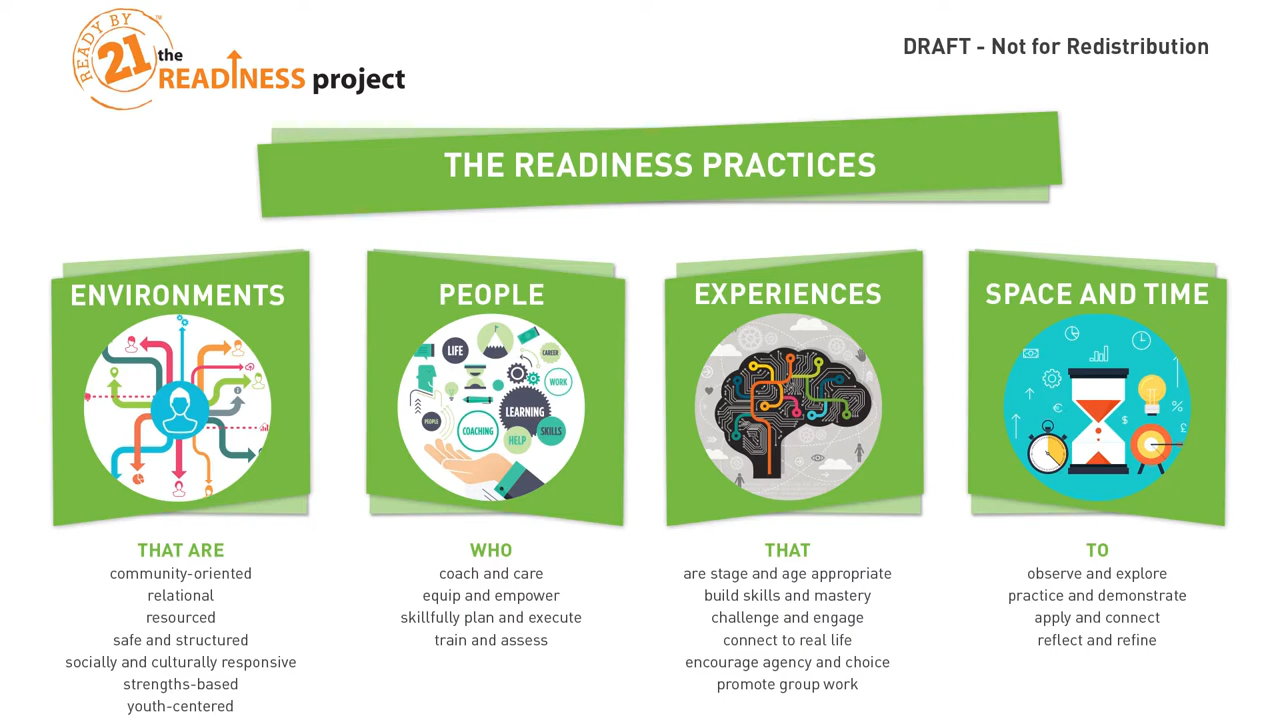 READY BY 21™
the
READINESS project
DRAFT - Not for Redistribution
THE READINESS PRACTICES
ENVIRONMENTS
THAT ARE
community-oriented
relational
resourced
safe and structured
socially and culturally responsive
strengths-based
youth-centered
PEOPLE
LIFE
CAREER
WORK
LEARNING
PEOPLE
COACHING
HELP
SKILLS
WHO
coach and care
equip and empower
skillfully plan and execute
train and assess
EXPERIENCES
THAT
are stage and age appropriate
build skills and mastery
challenge and engage
connect to real life
encourage agency and choice
promote group work
SPACE AND TIME
€
$
%
£
TO
observe and explore
practice and demonstrate
apply and connect
reflect and refine